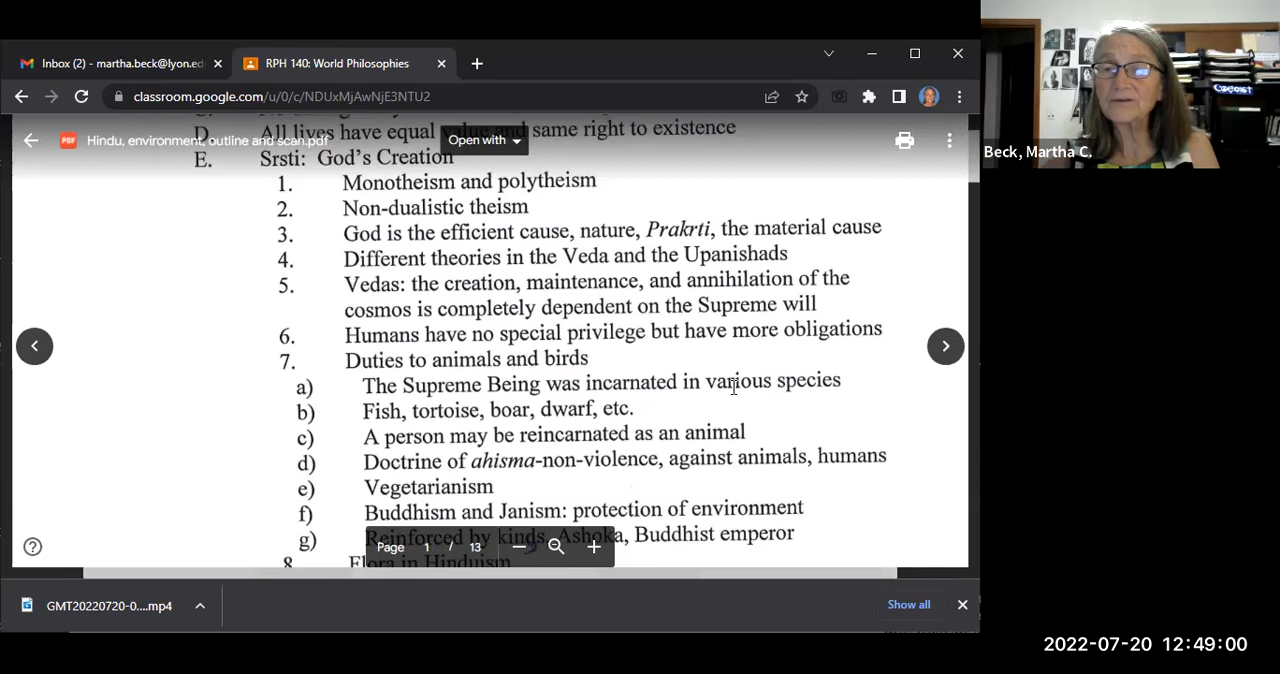 Inbox (2) - martha.beck@lyon.ed
RPH 140: World Philosophies
classroom.google.com/u/0/c/NDUxMjAwNjE3NTU2
D. All lives have equal value and same right to existence
Hindu, environment, outline and scan.pdf
Open with
E. Srsti: God's Creation
1. Monotheism and polytheism
2. Non-dualistic theism
3. God is the efficient cause, nature, Prakrti, the material cause
4. Different theories in the Veda and the Upanishads
5. Vedas: the creation, maintenance, and annihilation of the
cosmos is completely dependent on the Supreme will
6. Humans have no special privilege but have more obligations
7. Duties to animals and birds
a) The Supreme Being was incarnated in various species
b) Fish, tortoise, boar, dwarf, etc.
c) A person may be reincarnated as an animal
d) Doctrine of ahisma-non-violence, against animals, humans
e) Vegetarianism
f) Buddhism and Janism: protection of environment
g) Reinforced by kinds, Ashoka, Buddhist emperor
Page 1 / 13
8 Flora in Hinduism
GMT20220720-0....mp4
Show all
Coexist
Beck, Martha C.
2022-07-20 12:49:00